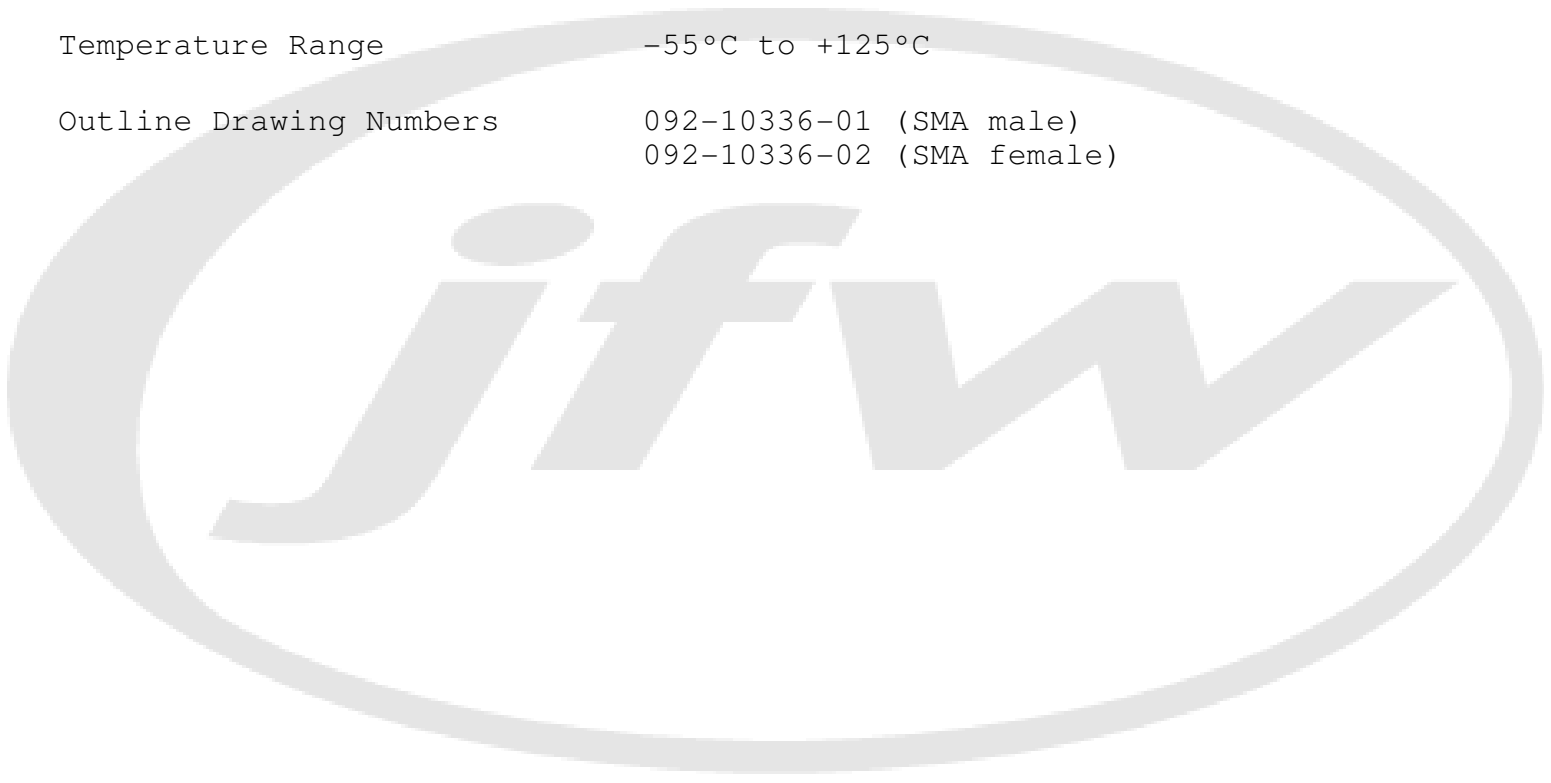 Temperature Range -55°C to +125°C
Outline Drawing Numbers 092-10336-01 (SMA male)
092-10336-02 (SMA female)
jfw